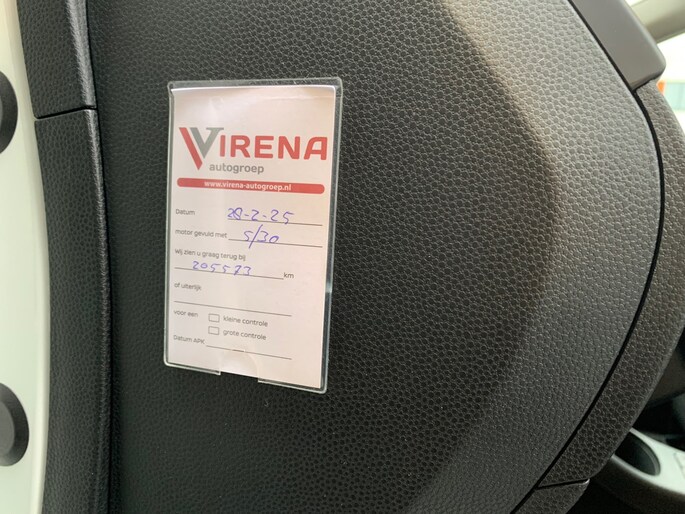 VIRENA
autogroep
www.virena-autogroep.nl
Datum 28-2-25
motor gevuld met 5/30
Wij zien u graag terug bij
205573 km
of uiterlijk
voor een: kleine controle
grote controle
Datum APK